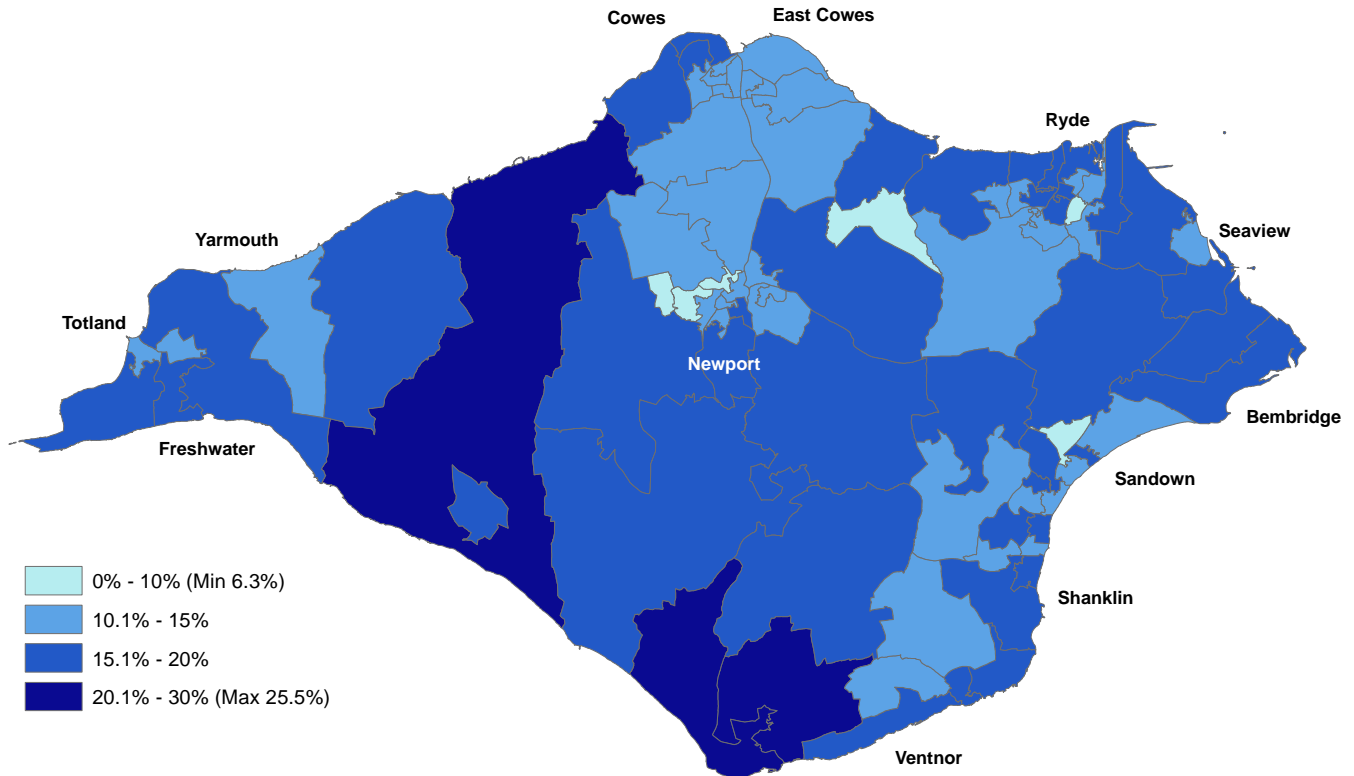 Cowes
East Cowes
Ryde
Seaview
Yarmouth
Totland
Newport
Bembridge
Freshwater
Sandown
Shanklin
Ventnor
0% - 10% (Min 6.3%)
10.1% - 15%
15.1% - 20%
20.1% - 30% (Max 25.5%)